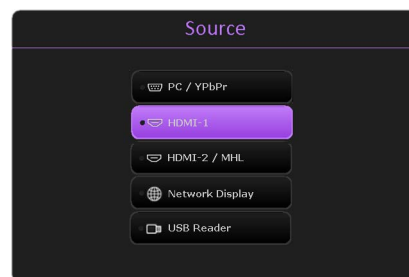 Source
PC / YPbPr
HDMI-1
HDMI-2 / MHL
Network Display
USB Reader